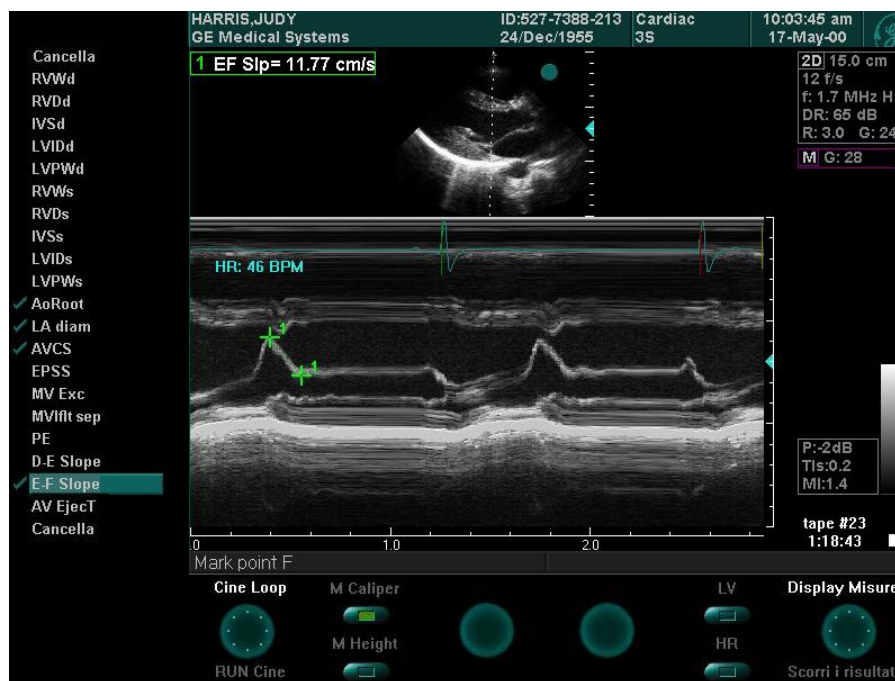 HARRIS,JUDY ID:527-7388-213 Cardiac 10:03:45 am
GE Medical Systems 24/Dec/1955 3S 17-May-00
1 EF Slp= 11.77 cm/s
2D 15.0 cm
12 f/s
f: 1.7 MHz H
DR: 65 dB
R: 3.0 G: 24
M G: 28
Cancella
RVWd
RVDd
IVSd
LVIDd
LVPWd
RVWs
RVDs
IVSs
LVIDs
LVPWs
AoRoot
LA diam
AVCS
EPSS
MV Exc
MVIflt sep
PE
D-E Slope
E-F Slope
AV EjecT
Cancella
HR: 46 BPM
1
1
P:-2dB
TIs:0.2
MI:1.4
tape #23
1:18:43
.0 1.0 2.0
Mark point F
Cine Loop M Caliper LV Display Misure
M Height HR
RUN Cine Scorri i risultat